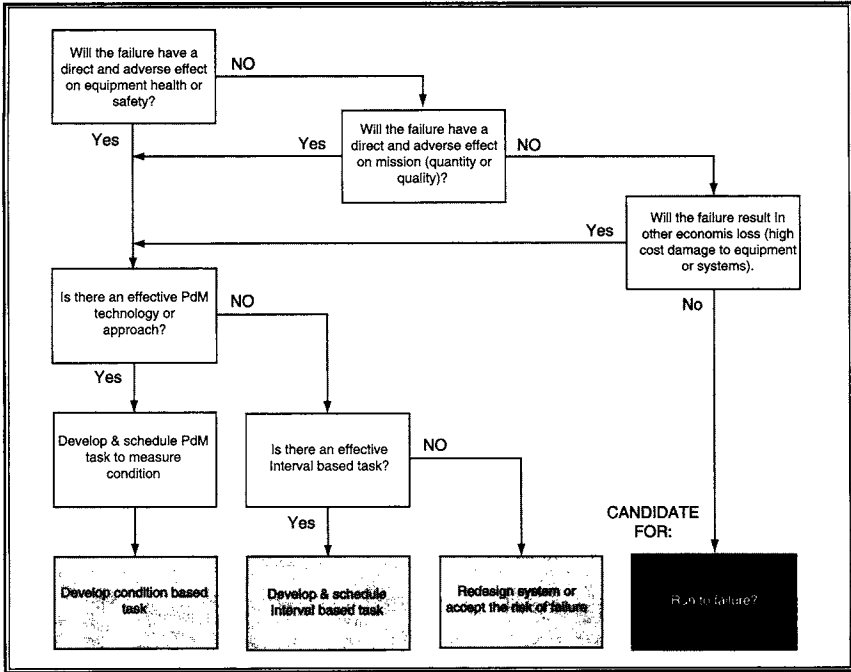 Will the failure have a
direct and adverse effect
on equipment health or
safety?
NO
Yes
Will the failure have a
direct and adverse effect
on mission (quantity or
quality)?
Yes
NO
Will the failure result in
other economis loss (high
cost damage to equipment
or systems).
Yes
No
Is there an effective PdM
technology or
approach?
NO
Yes
Develop & schedule PdM
task to measure
condition
Is there an effective
Interval based task?
NO
Yes
CANDIDATE
FOR:
Develop condition based
task
Develop & schedule
Interval based task
Redesign system or
accept the risk of failure
Run to failure?